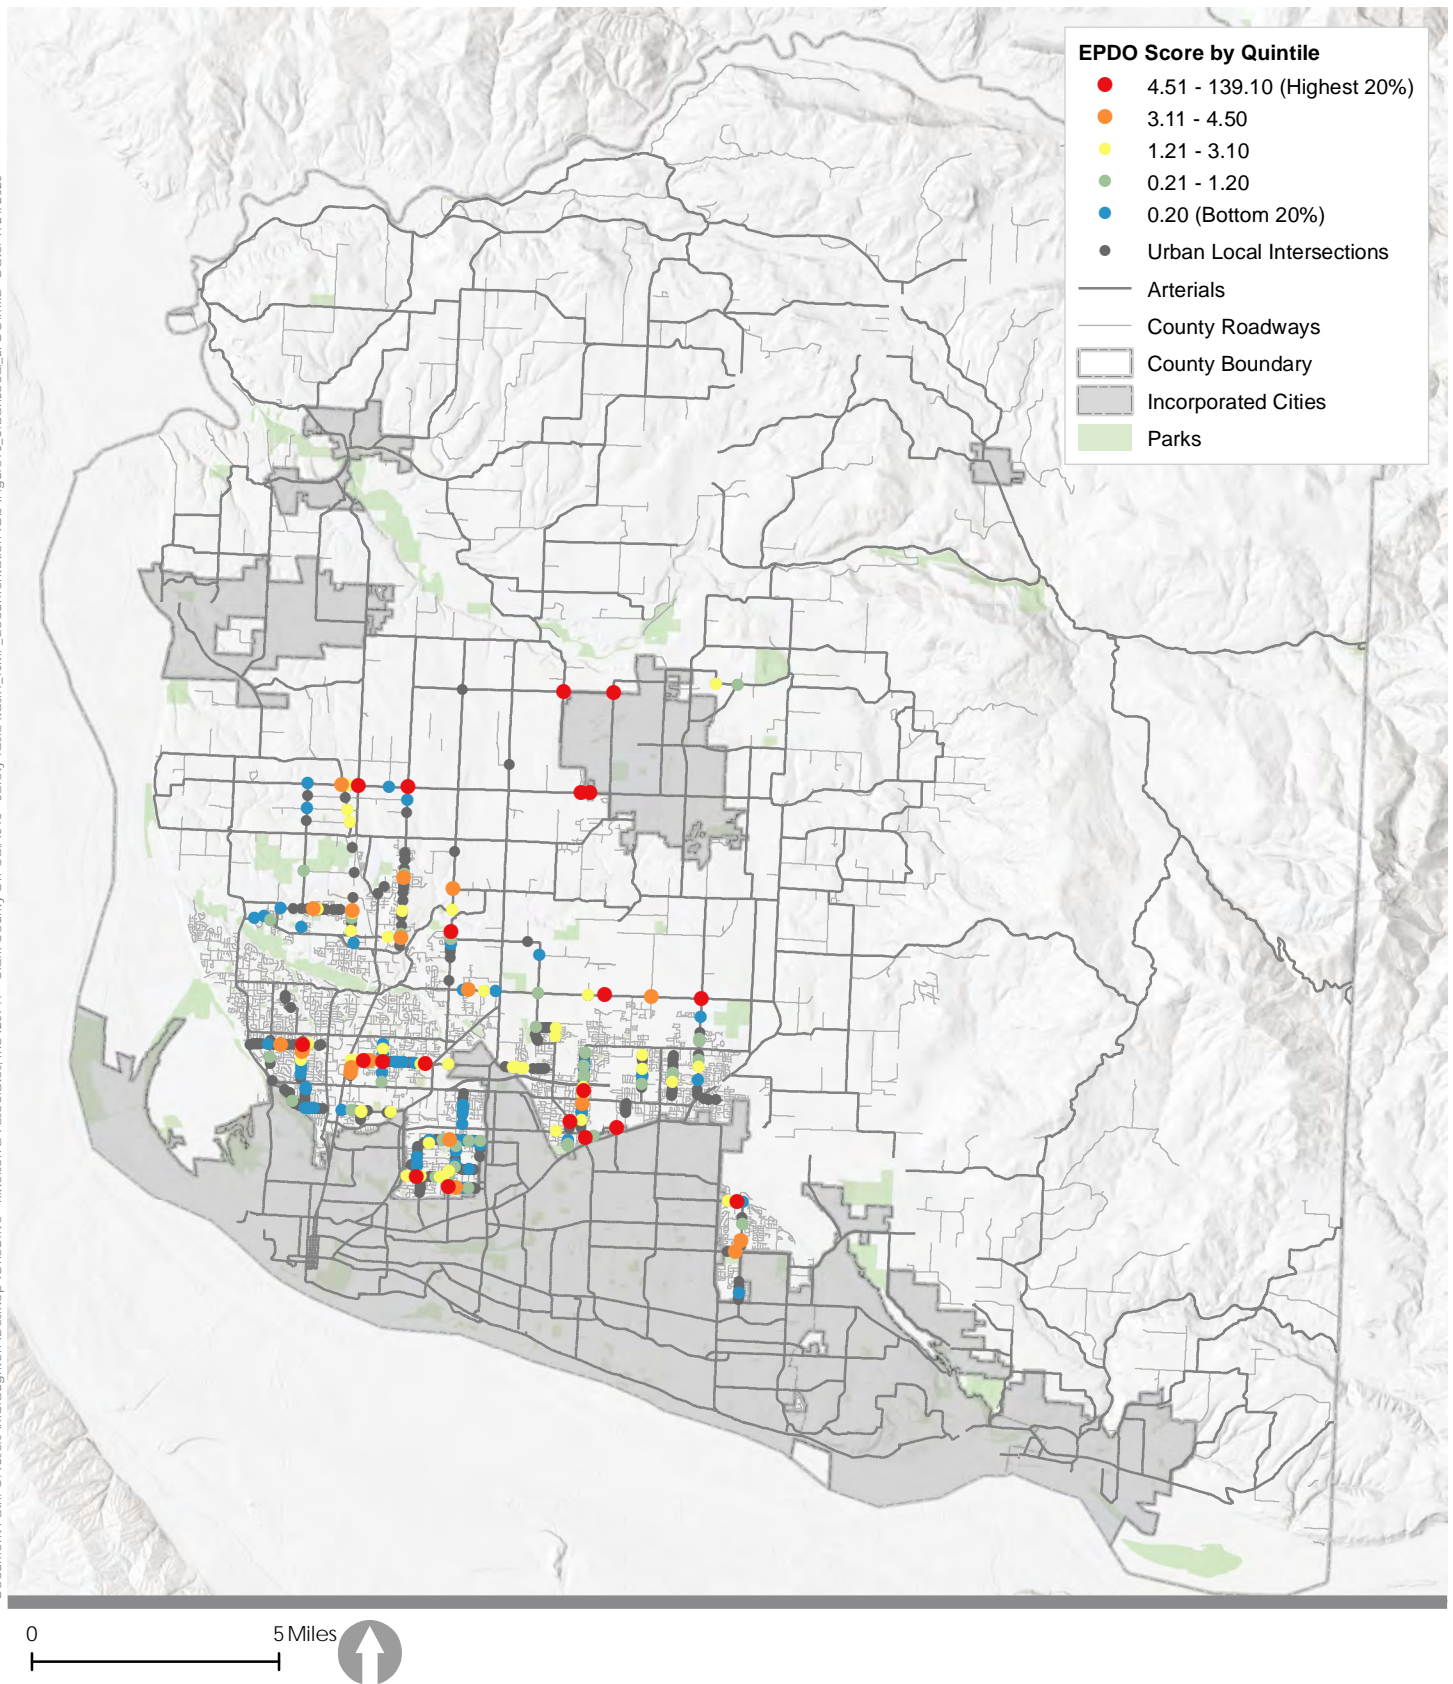 EPDO Score by Quintile
4.51 - 139.10 (Highest 20%)
3.11 - 4.50
1.21 - 3.10
0.21 - 1.20
0.20 (Bottom 20%)
Urban Local Intersections
Arterials
County Roadways
County Boundary
Incorporated Cities
Parks
0 5 Miles